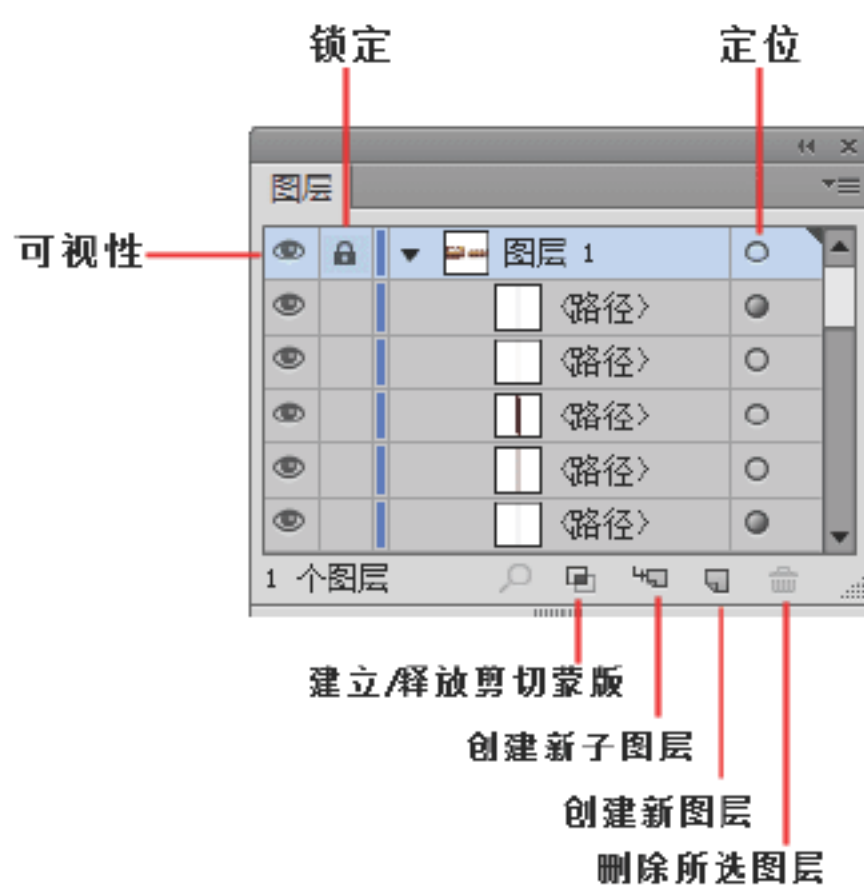 锁定 定位
图层
可视性 图层 1
<路径>
<路径>
<路径>
<路径>
<路径>
1 个图层
建立/释放剪切蒙版
创建新子图层
创建新图层
删除所选图层